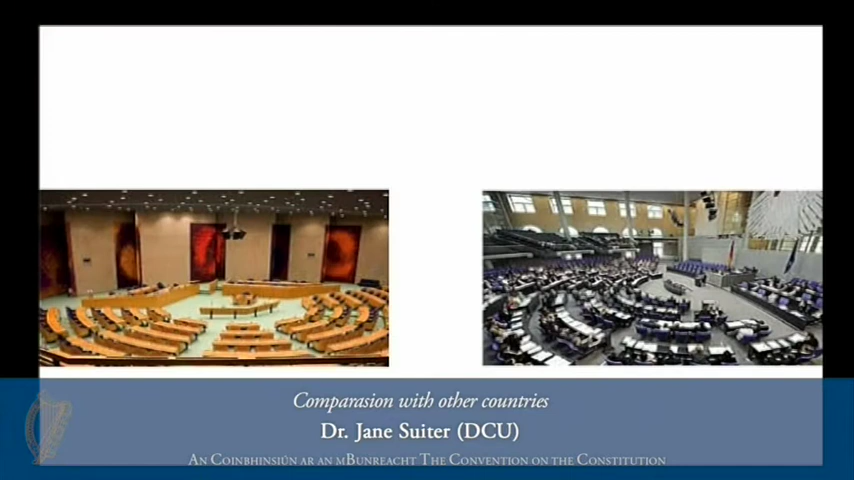 Comparasion with other countries
Dr. Jane Suiter (DCU)
An Coinbhinsiún ar an mBunreacht The Convention on the Constitution